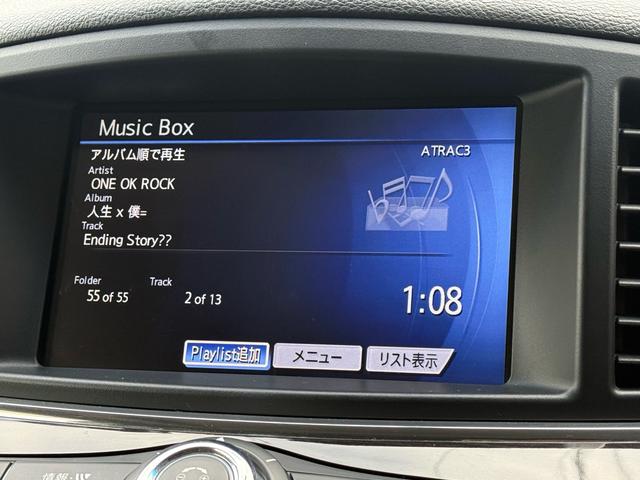 Music Box
アルバム順で再生
ATRAC3
Artist
ONE OK ROCK
Album
人生 x 僕=
Track
Ending Story??
Folder Track
55 of 55 2 of 13
1:08
Playlist追加 メニュー リスト表示
情報